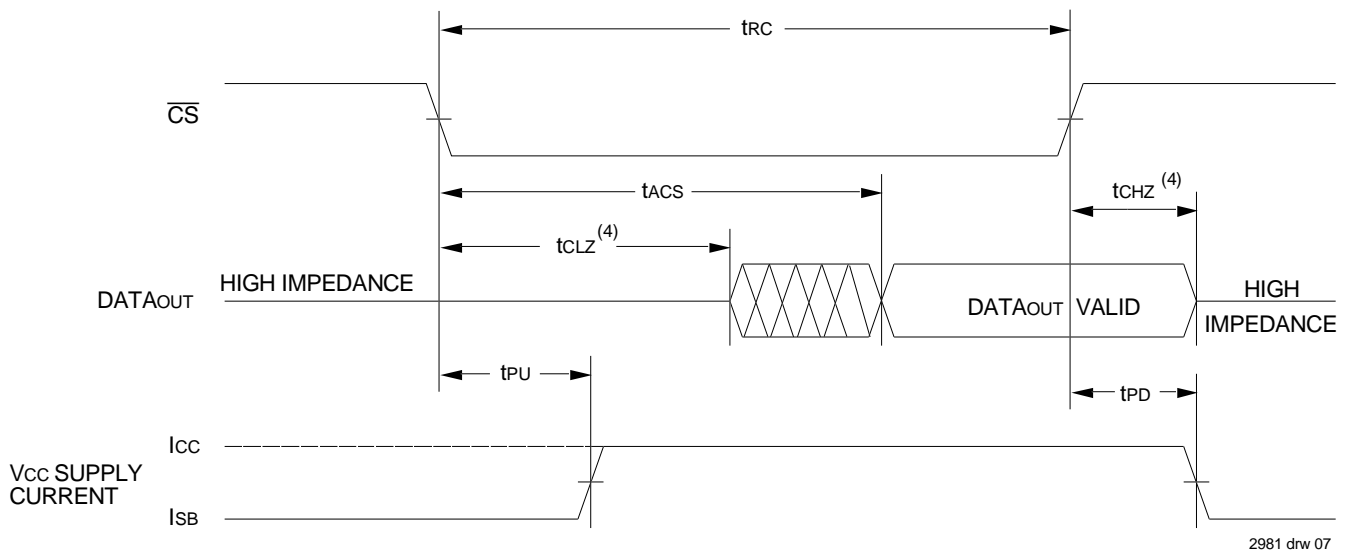 tRC
CS
tACS
tCHZ (4)
tCLZ (4)
HIGH IMPEDANCE
DATAOUT
DATAOUT VALID
HIGH
IMPEDANCE
tPU
tPD
ICC
VCC SUPPLY
CURRENT
ISB
2981 drw 07